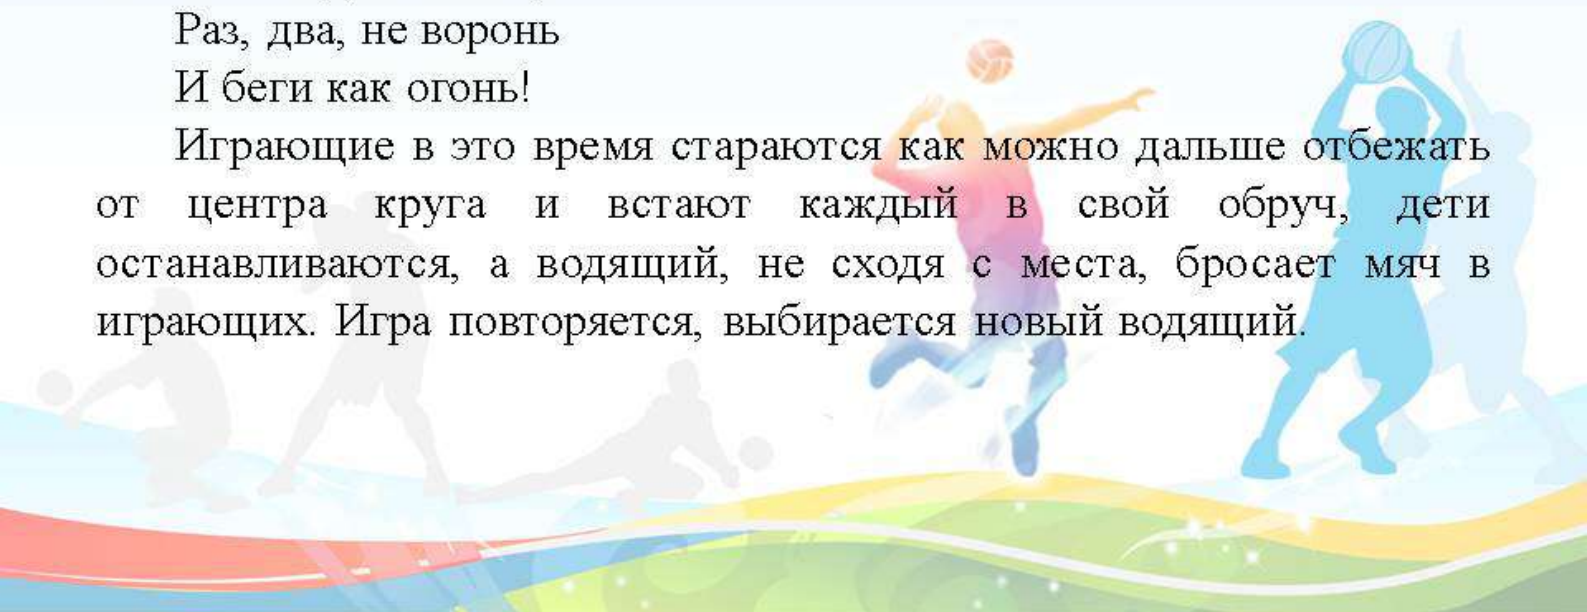 Раз, два, не воронь
И беги как огонь!
Играющие в это время стараются как можно дальше отбежать
от центра круга и встают каждый в свой обруч, дети
останавливаются, а водящий, не сходя с места, бросает мяч в
играющих. Игра повторяется, выбирается новый водящий.